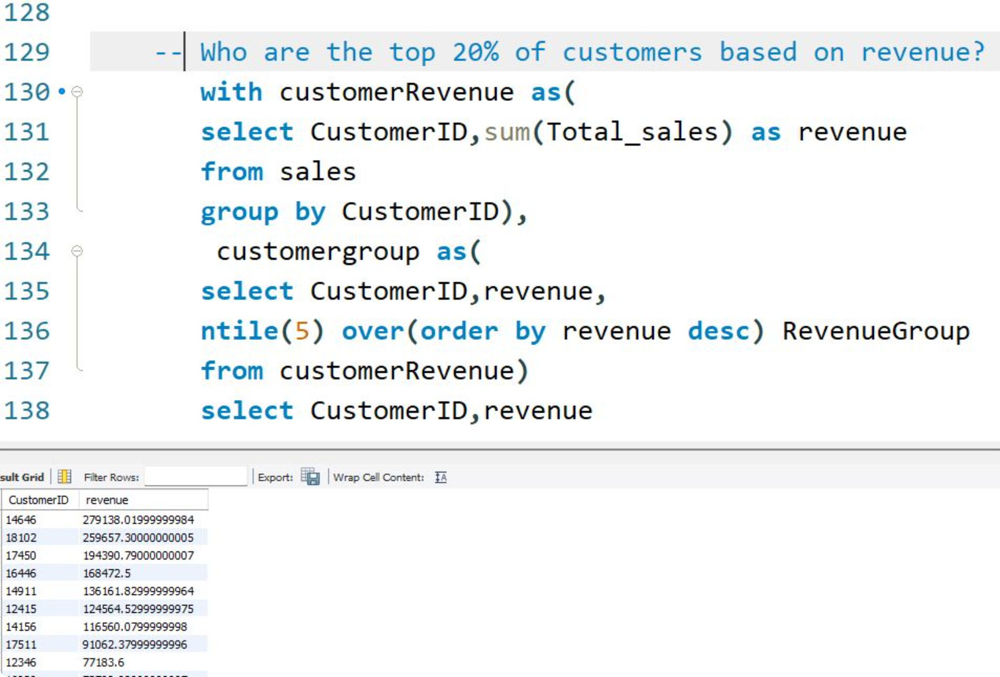 128
129 -- Who are the top 20% of customers based on revenue?
130 with customerRevenue as(
131 select CustomerID,sum(Total_sales) as revenue
132 from sales
133 group by CustomerID),
134 customergroup as(
135 select CustomerID,revenue,
136 ntile(5) over(order by revenue desc) RevenueGroup
137 from customerRevenue)
138 select CustomerID,revenue
sult Grid Filter Rows: Export: Wrap Cell Content: IA
CustomerID revenue
14646 279138.01999999984
18102 259657.30000000005
17450 194390.79000000007
16446 168472.5
14911 136161.82999999964
12415 124564.52999999975
14156 116560.0799999998
17511 91062.37999999996
12346 77183.6